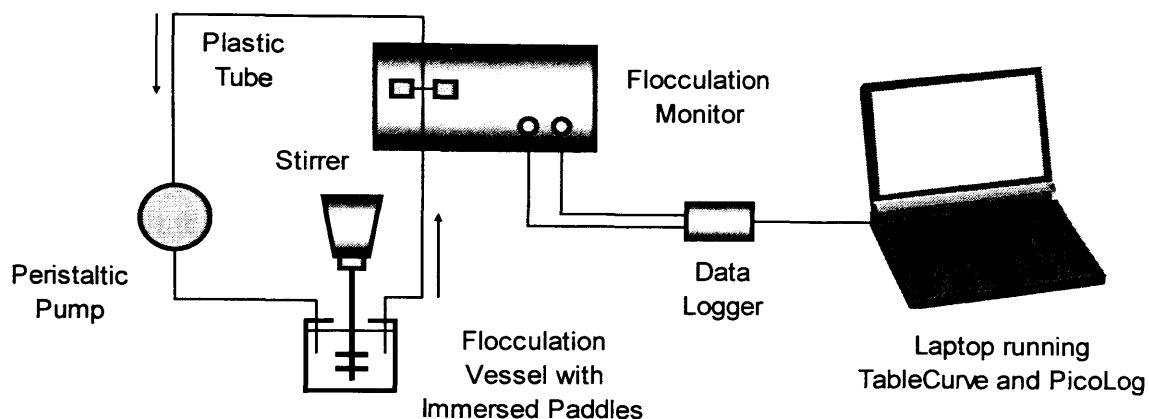 Plastic
Tube
Flocculation
Monitor
Stirrer
Peristaltic
Pump
Data
Logger
Flocculation
Vessel with
Immersed Paddles
Laptop running
TableCurve and PicoLog